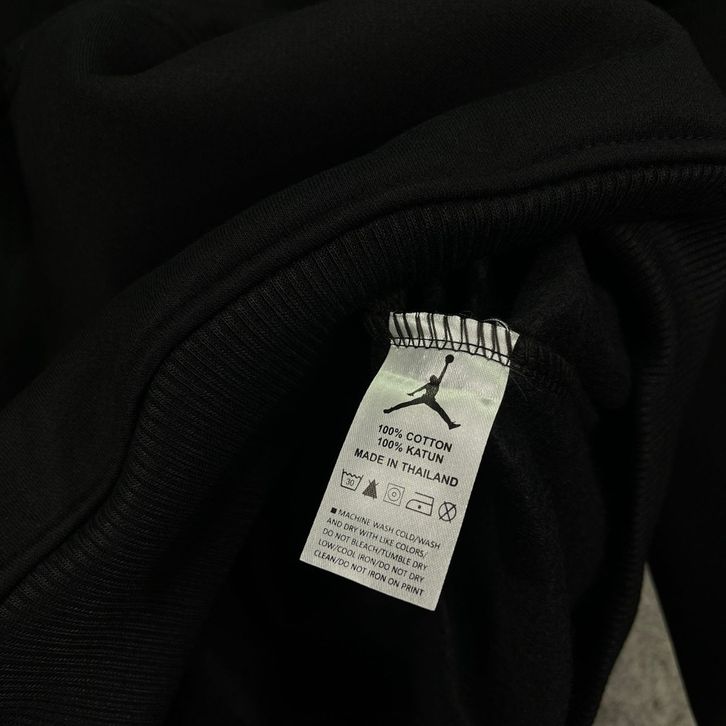 100% COTTON
100% KATUN
MADE IN THAILAND
30
■ MACHINE WASH COLD/WASH
AND DRY WITH LIKE COLORS/
DO NOT BLEACH/TUMBLE DRY
LOW/COOL IRON/DO NOT DRY
CLEAN/DO NOT IRON ON PRINT